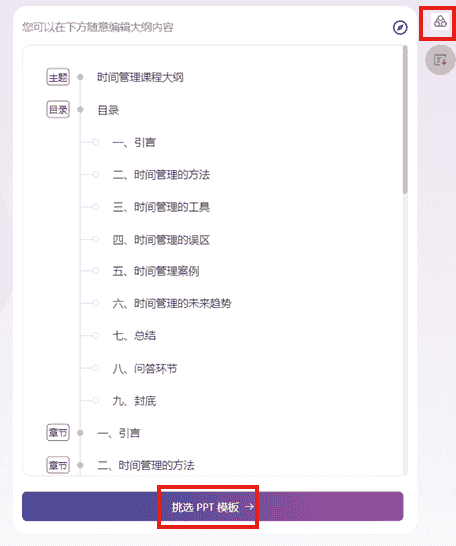 您可以在下方随意编辑大纲内容
主题 时间管理课程大纲
目录 目录
一、引言
二、时间管理的方法
三、时间管理的工具
四、时间管理的误区
五、时间管理案例
六、时间管理的未来趋势
七、总结
八、问答环节
九、封底
章节 一、引言
章节 二、时间管理的方法
挑选 PPT 模板 →